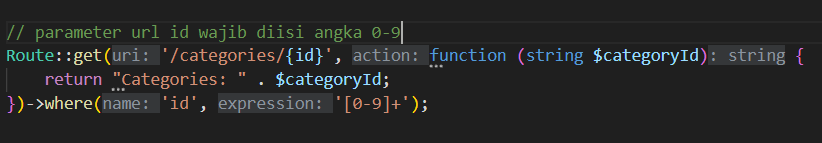 // parameter url id wajib diisi angka 0-9
Route::get(uri: '/categories/{id}', action: function (string $categoryId): string {
    return "Categories: " . $categoryId;
})->where(name: 'id', expression: '[0-9]+');